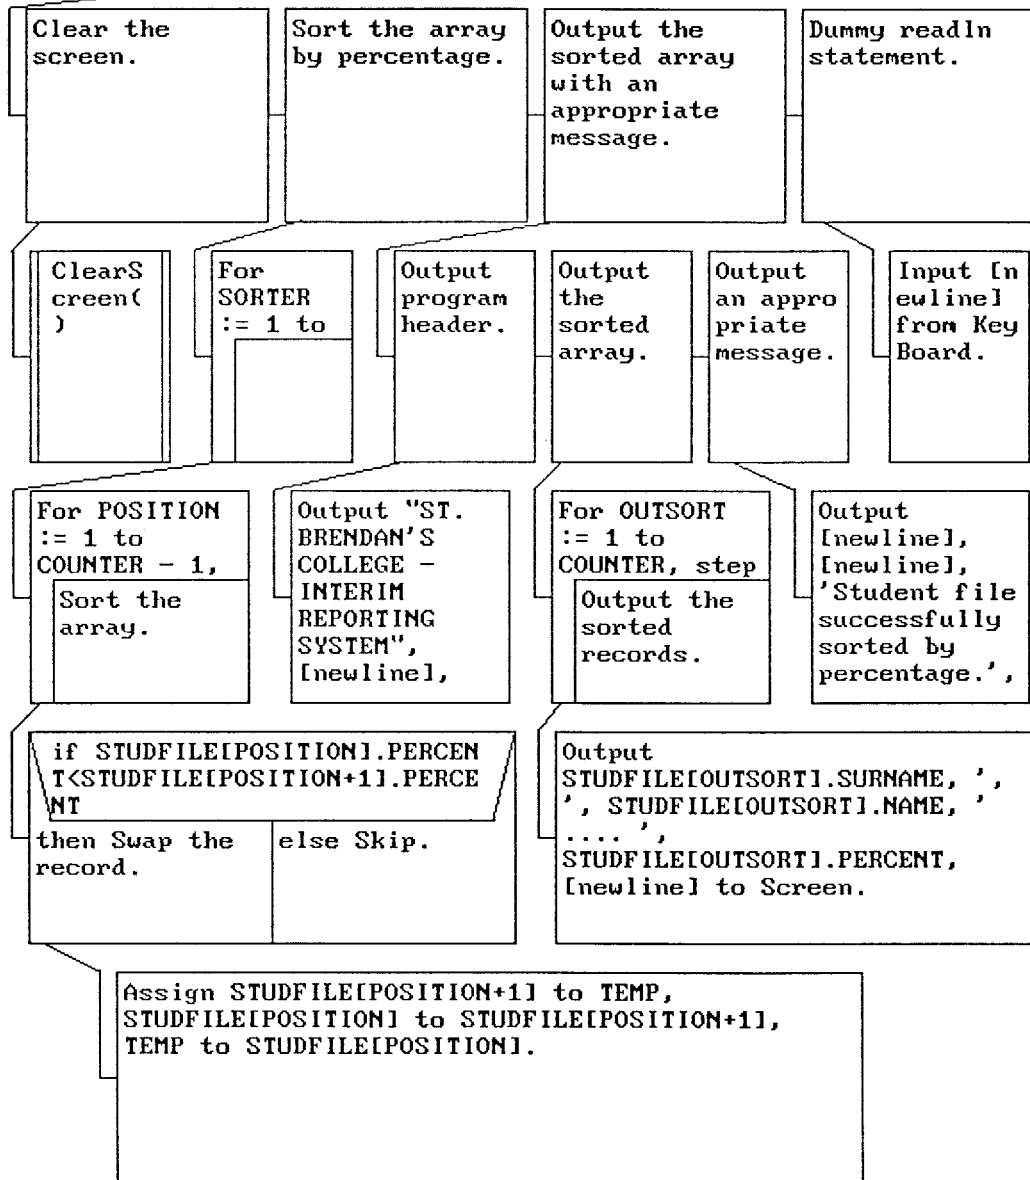 Clear the
screen.
Sort the array
by percentage.
Output the
sorted array
with an
appropriate
message.
Dummy readln
statement.
ClearS
creen(
)
For
SORTER
:= 1 to
Output
program
header.
Output
the
sorted
array.
Output
an appro
priate
message.
Input [n
ewline]
from Key
Board.
For POSITION
:= 1 to
COUNTER - 1,
Sort the
array.
Output "ST.
BRENDAN'S
COLLEGE -
INTERIM
REPORTING
SYSTEM",
[newline],
For OUTSORT
:= 1 to
COUNTER, step
Output the
sorted
records.
Output
[newline],
[newline],
'Student file
successfully
sorted by
percentage.',
if STUDFILE[POSITION].PERCEN
T<STUDFILE[POSITION+1].PERCE
NT
then Swap the
record.
else Skip.
Output
STUDFILE[OUTSORT].SURNAME, ',
', STUDFILE[OUTSORT].NAME, '
.... ',
STUDFILE[OUTSORT].PERCENT,
[newline] to Screen.
Assign STUDFILE[POSITION+1] to TEMP,
STUDFILE[POSITION] to STUDFILE[POSITION+1],
TEMP to STUDFILE[POSITION].